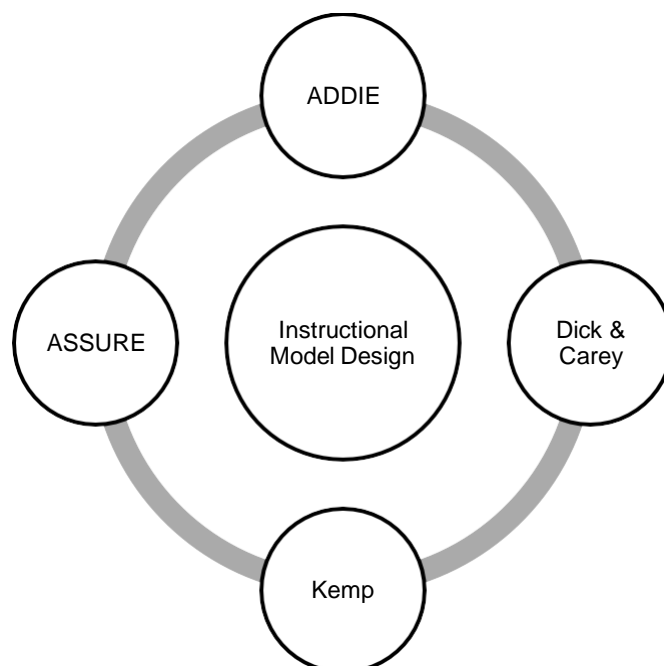 ADDIE
ASSURE
Instructional
Model Design
Dick &
Carey
Kemp